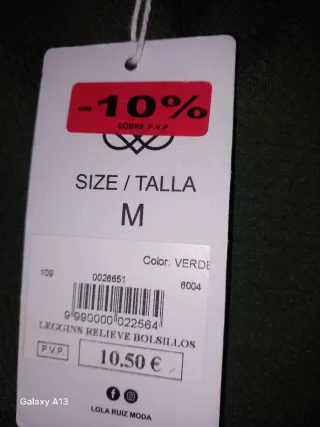 -10%
SOBRE P.V.P
SIZE / TALLA
M
Color: VERDE
109 0026651 6004
9 990000 022564
LEGGINS RELIEVE BOLSILLOS
P.V.P. 10.50 €
LOLA RUIZ MODA
Galaxy A13